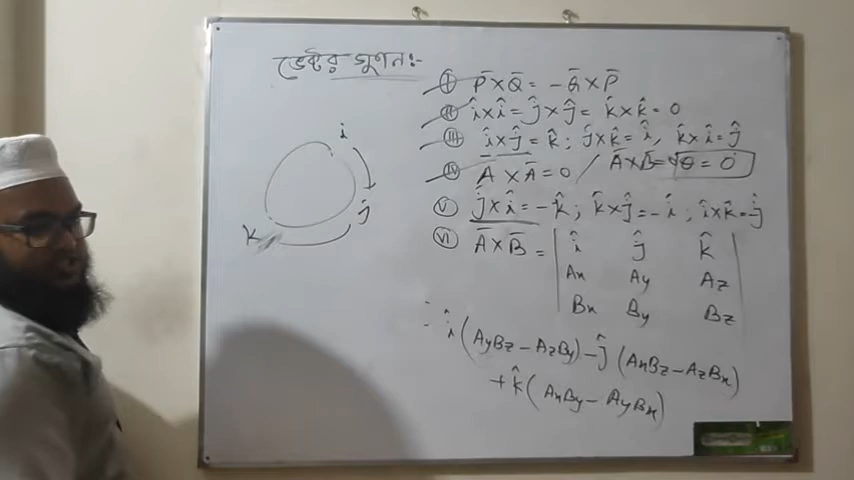 ভেক্টর গুণন:-
i
j
k
(i) P̄ × Q̄ = - Q̄ × P̄
(ii) î×î = ĵ×ĵ = k̂×k̂ = 0
(iii) î×ĵ = k̂ ; ĵ×k̂ = î, k̂×î = ĵ
(iv) Ā × Ā = 0 / Ā×B̄ = θ = 0
(v) ĵ×î = -k̂ ; k̂×ĵ = -î ; î×k̂ = -ĵ
(vi) Ā×B̄ = | î ĵ k̂ |
Ax Ay Az
Bx By Bz
î (AyBz - AzBy) - ĵ (AxBz - AzBx)
+ k̂ (AxBy - AyBx)